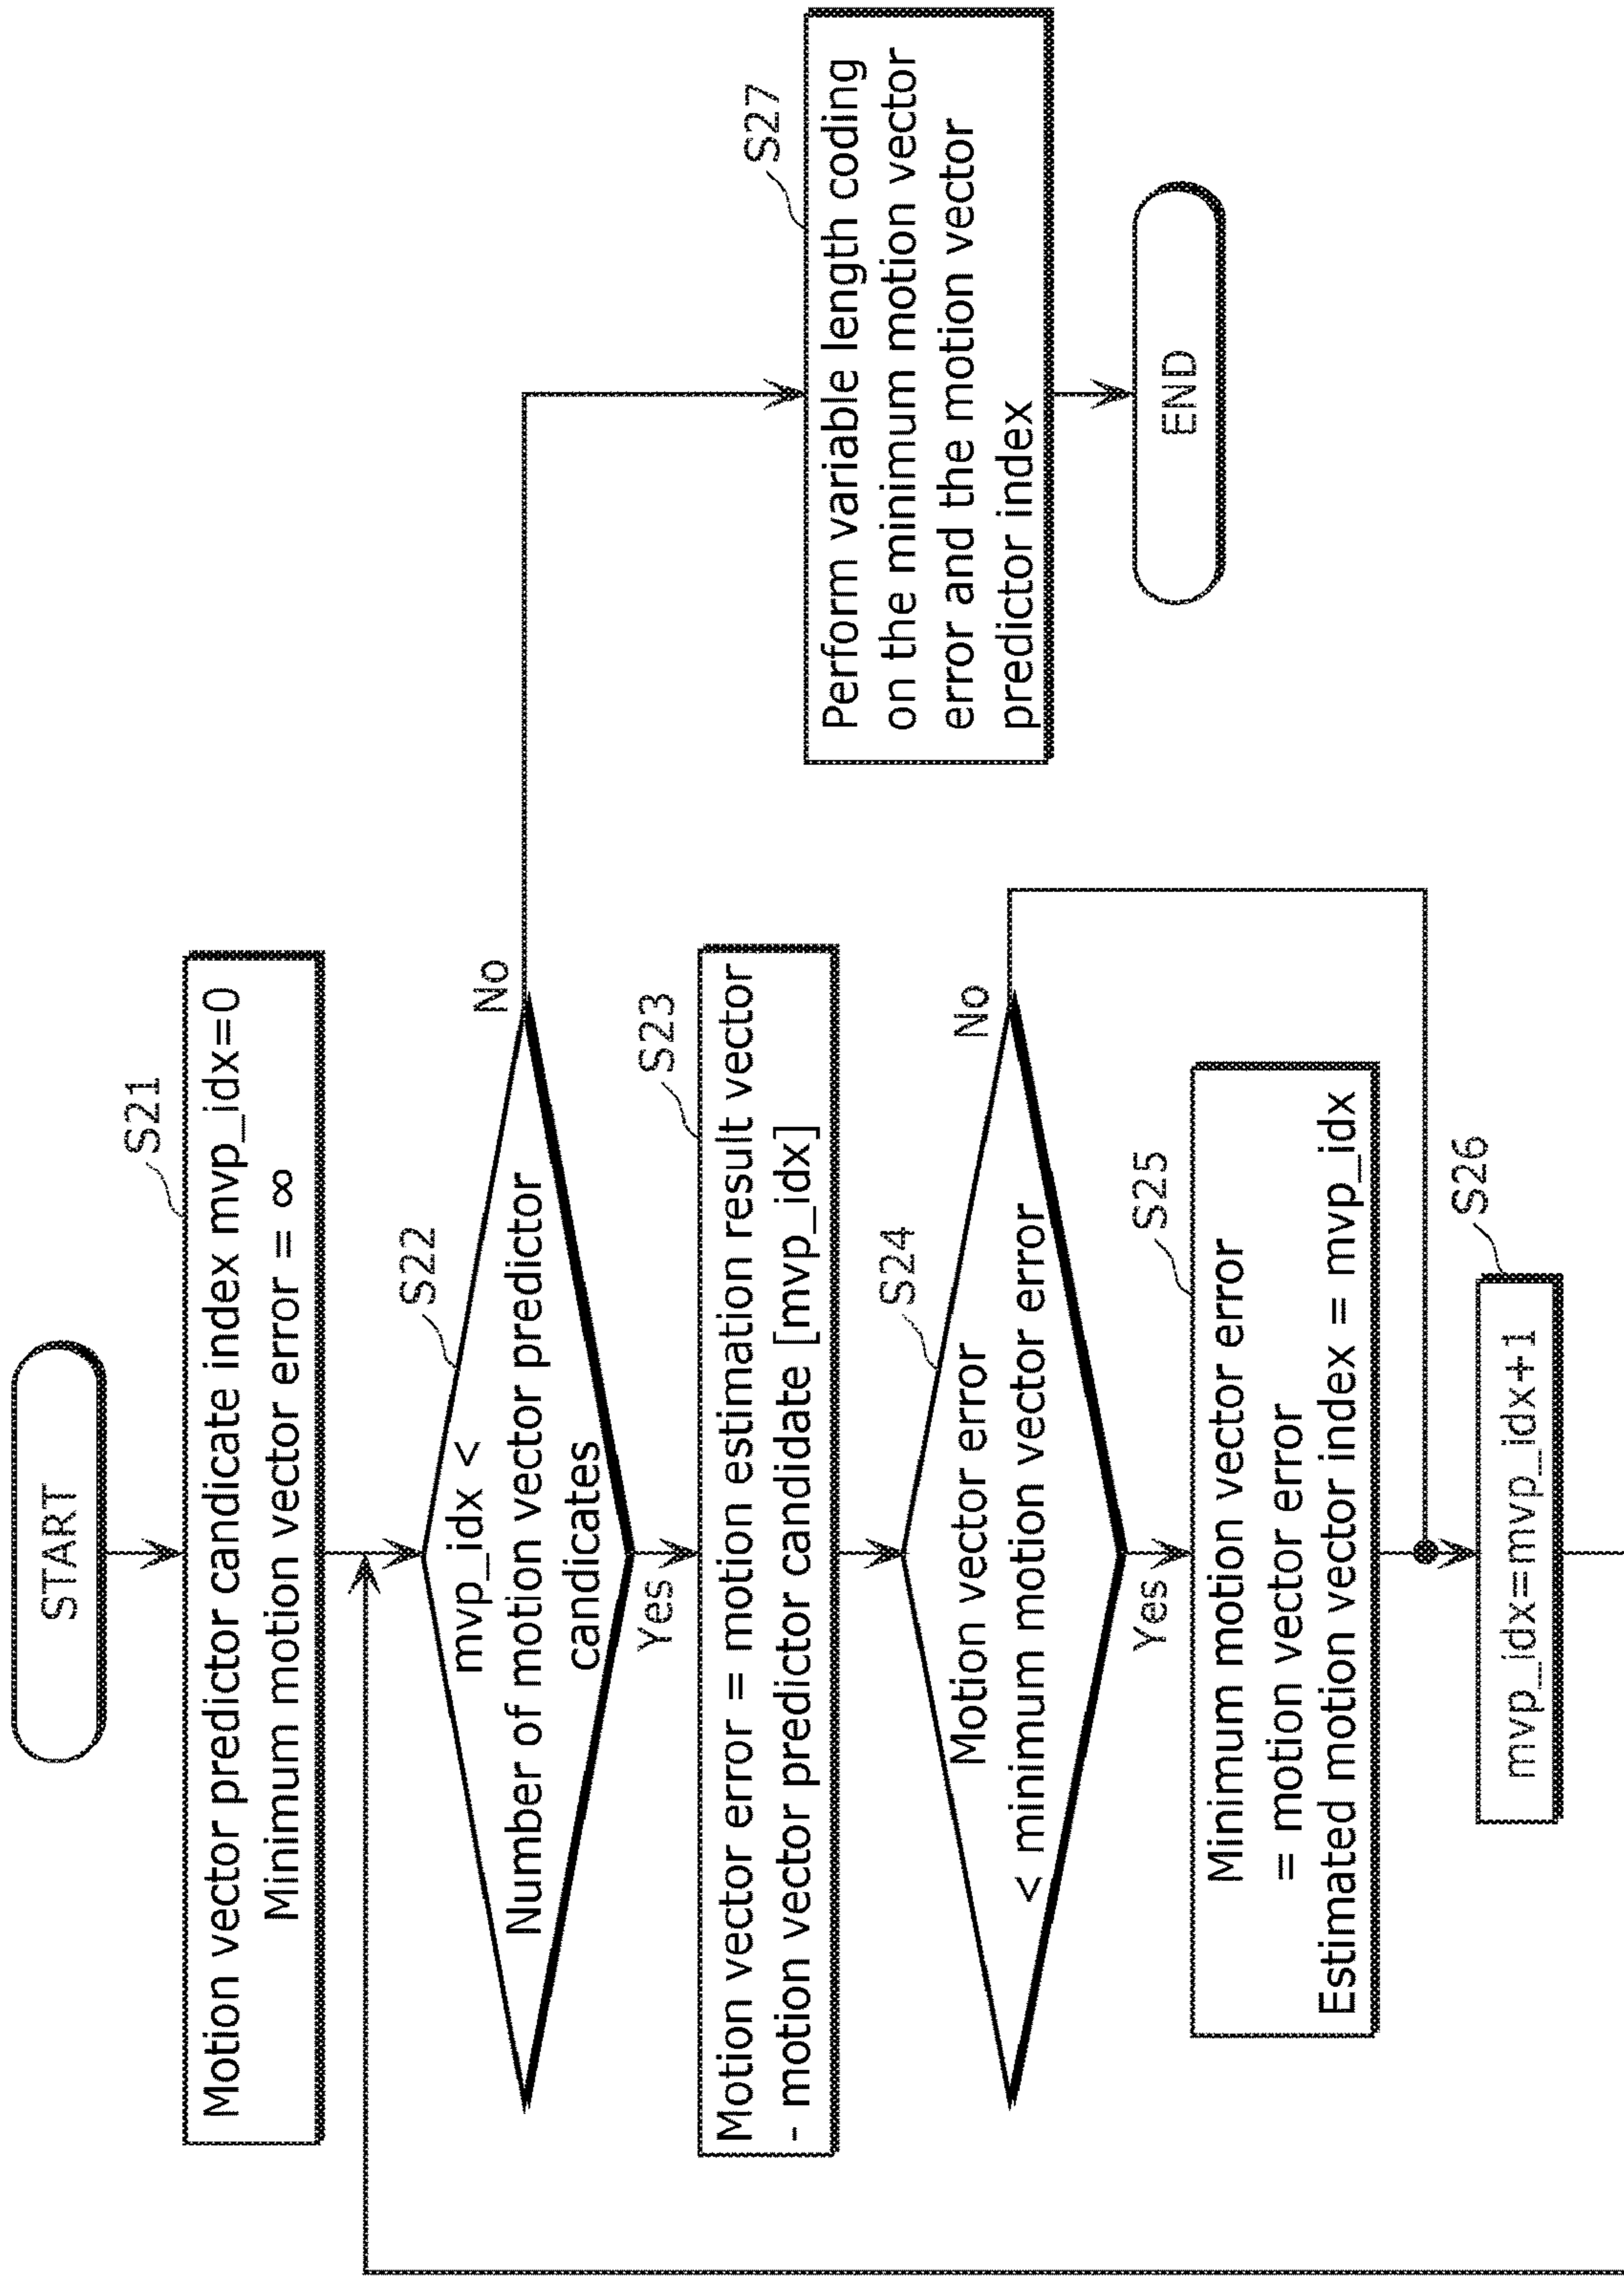 START
S21
Motion vector predictor candicate index mvp_idx=0
Minimum motion vector error = ∞
S22
mvp_idx <
Number of motion vector predictor
candicates
No
Yes
S23
Motion vector error = motion estimation result vector
- motion vector predictor candidate [mvp_idx]
S24
Motion vector error
< minimum motion vector error
No
Yes
S25
Minimum motion vector error
= motion vector error
Estimated motion vector index = mvp_idx
S26
mvp_idx=mvp_idx+1
S27
Perform variable length coding
on the minimum motion vector
error and the motion vector
predictor index
END